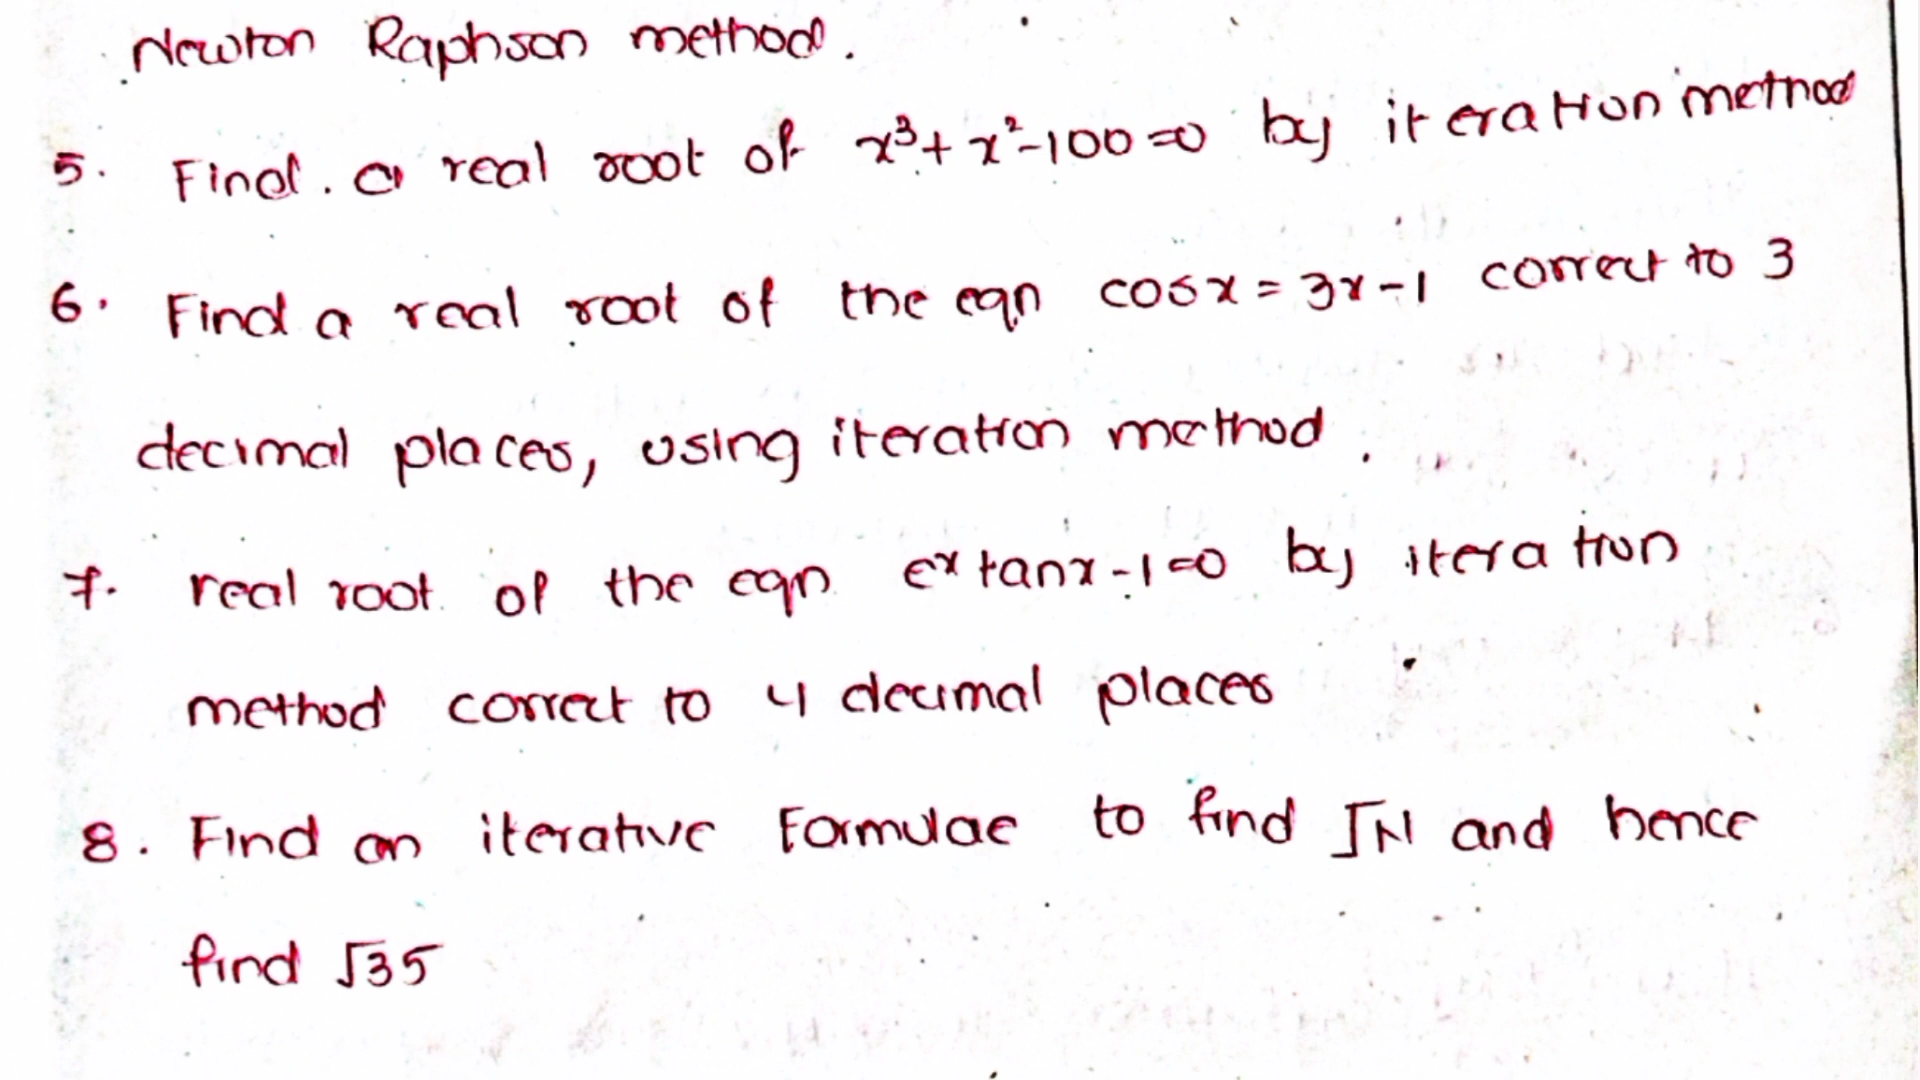 Newton Raphson method.
5. Find a real root of x³+x²-100=0 by iteration method
6. Find a real root of the eqn cosx = 3x-1 correct to 3
decimal places, using iteration method.
7. real root of the eqn eˣ tanx-1=0 by iteration
method correct to 4 decimal places
8. Find an iterative Formulae to find √N and hence
find √35